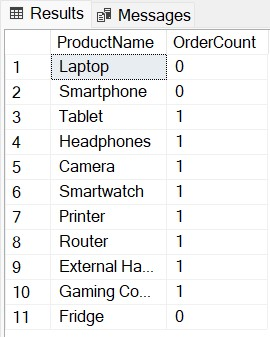 Results Messages
ProductName OrderCount
1 Laptop 0
2 Smartphone 0
3 Tablet 1
4 Headphones 1
5 Camera 1
6 Smartwatch 1
7 Printer 1
8 Router 1
9 External Ha... 1
10 Gaming Co... 1
11 Fridge 0